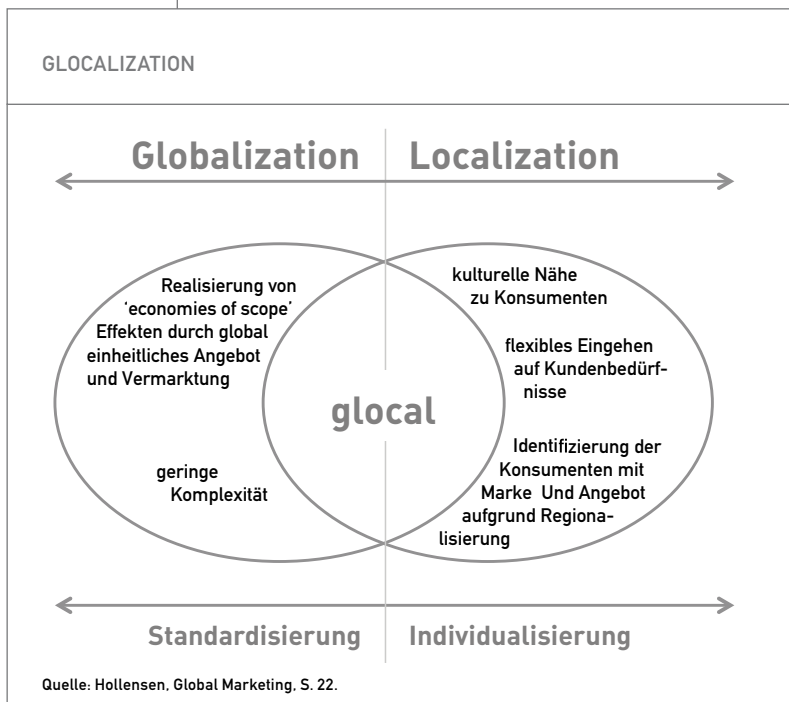 GLOCALIZATION
Globalization
Localization
Realisierung von
‘economies of scope’
Effekten durch global
einheitliches Angebot
und Vermarktung
geringe
Komplexität
glocal
kulturelle Nähe
zu Konsumenten
flexibles Eingehen
auf Kundenbedürf-
nisse
Identifizierung der
Konsumenten mit
Marke Und Angebot
aufgrund Regiona-
lisierung
Standardisierung
Individualisierung
Quelle: Hollensen, Global Marketing, S. 22.